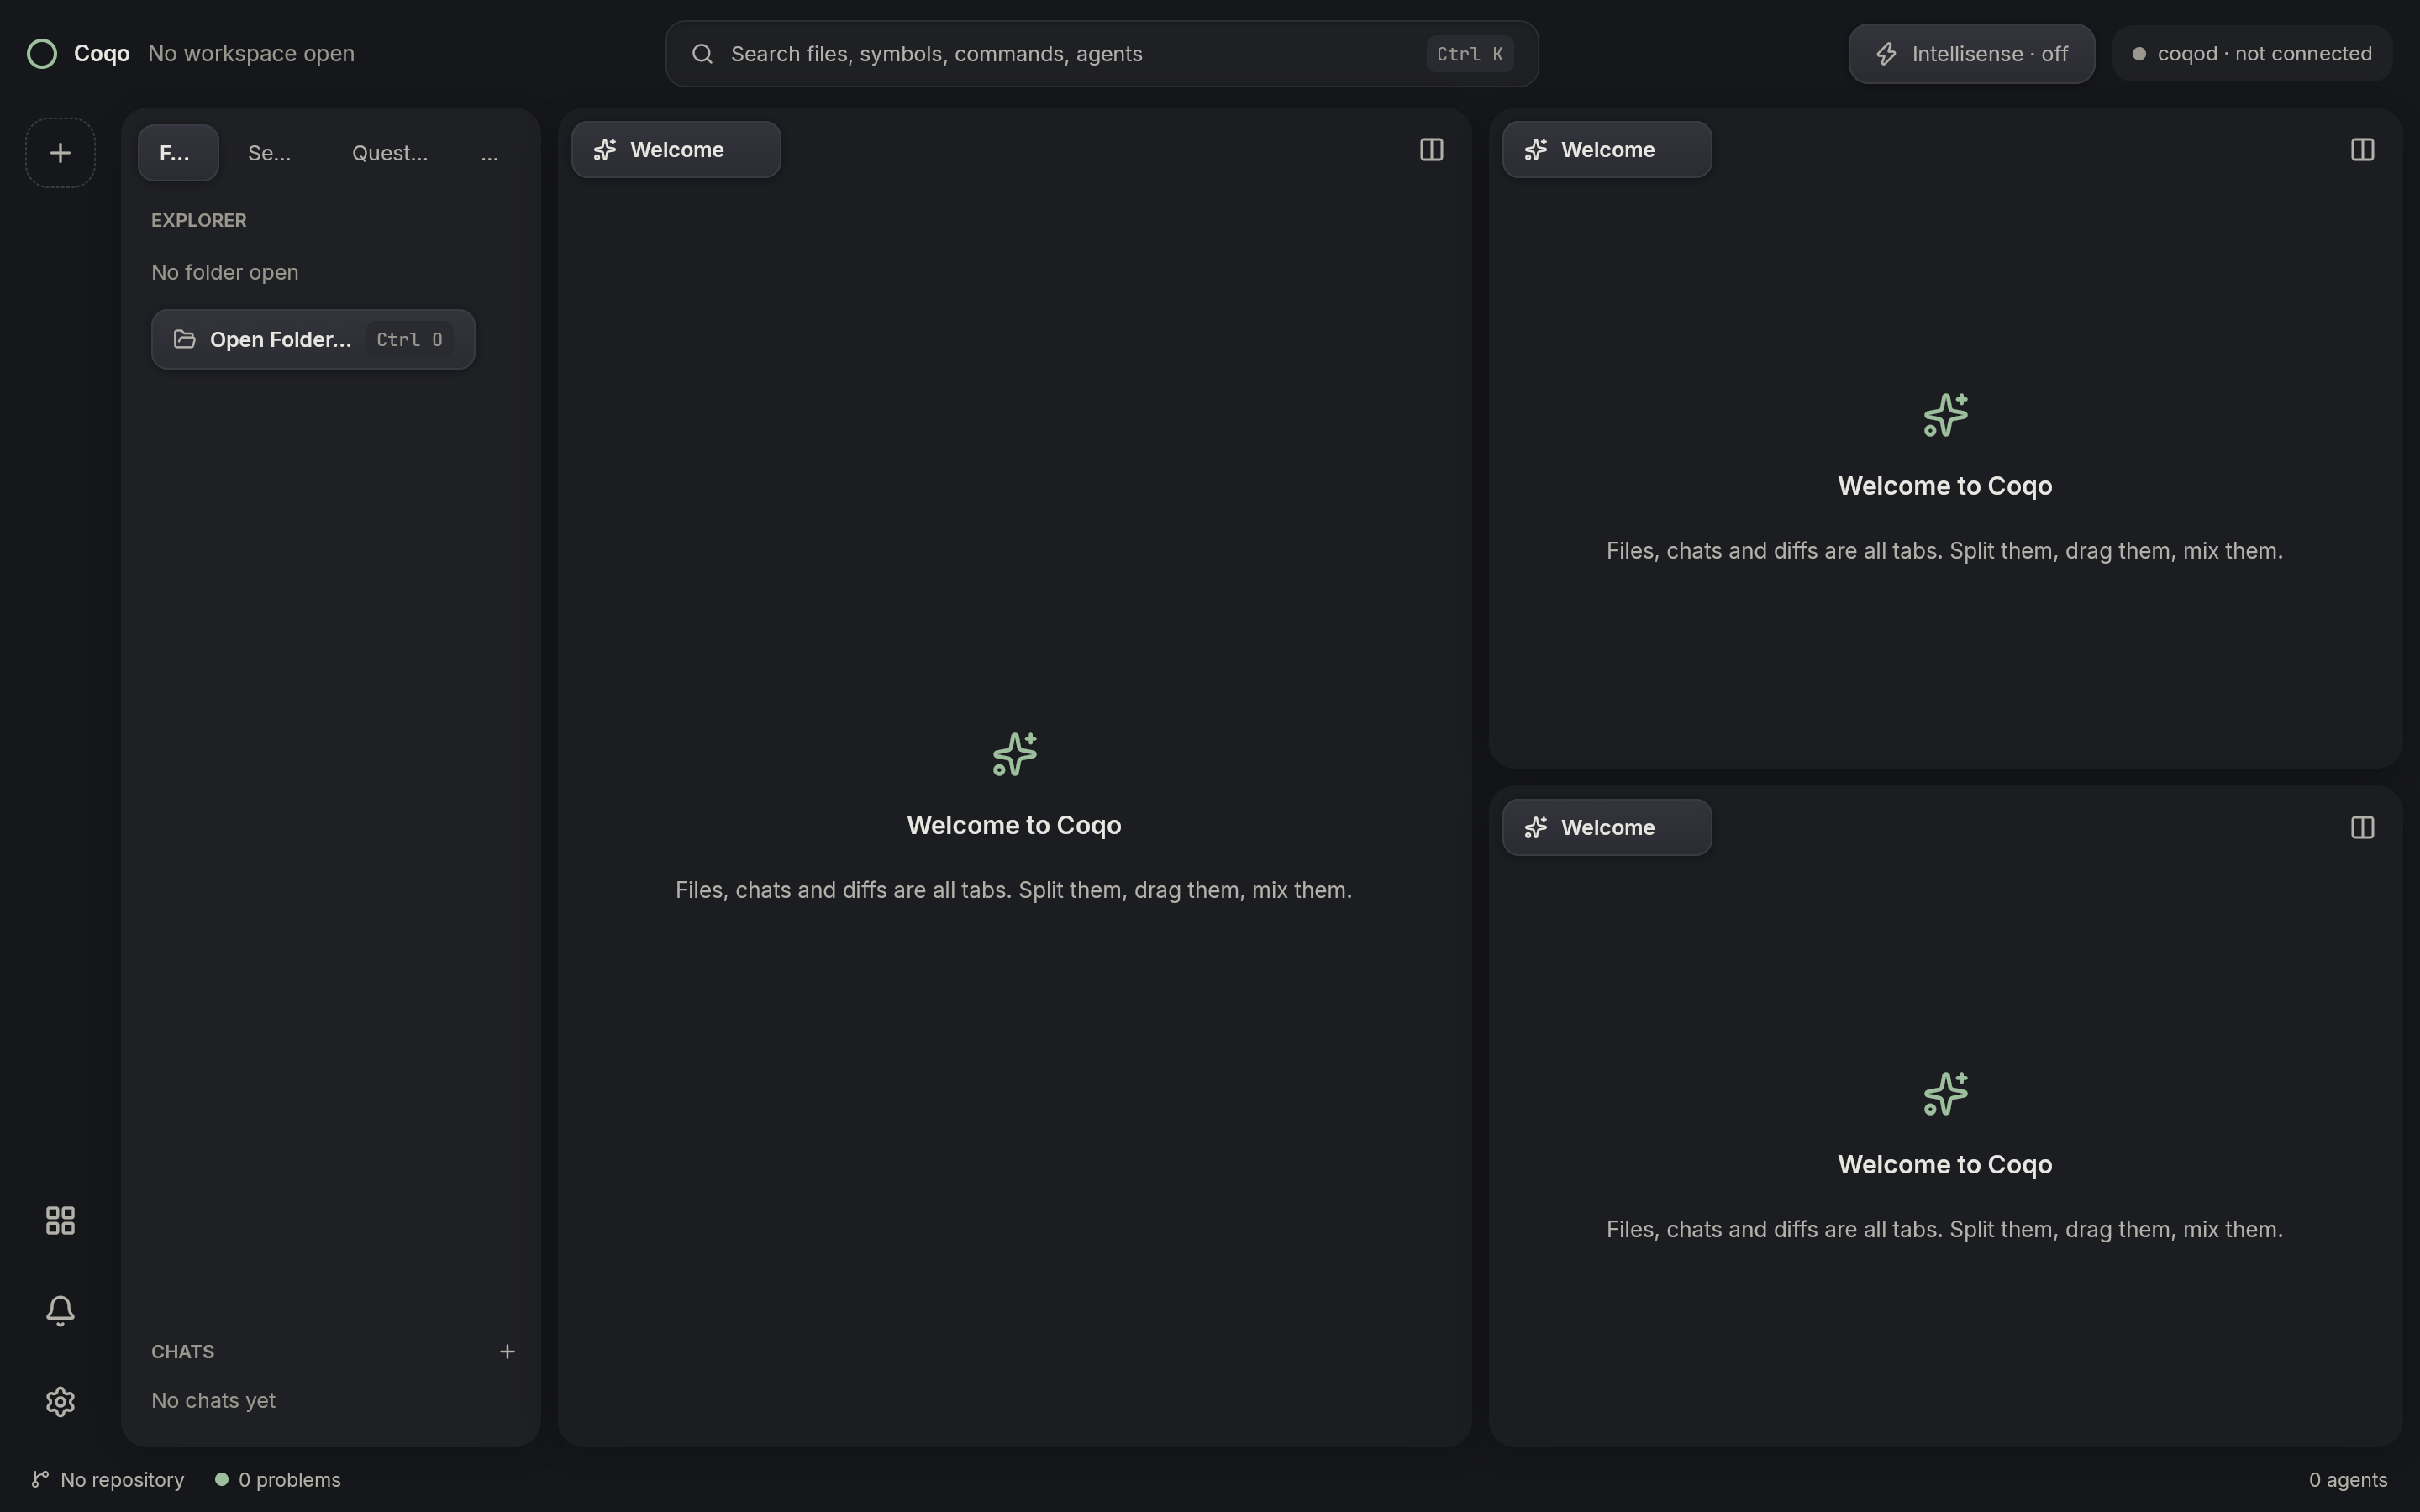 Coqo No workspace open
Search files, symbols, commands, agents Ctrl K
Intellisense · off
coqod · not connected
F... Se... Quest... ...
EXPLORER
No folder open
Open Folder... Ctrl O
CHATS
No chats yet
Welcome
Welcome to Coqo
Files, chats and diffs are all tabs. Split them, drag them, mix them.
Welcome
Welcome to Coqo
Files, chats and diffs are all tabs. Split them, drag them, mix them.
Welcome
Welcome to Coqo
Files, chats and diffs are all tabs. Split them, drag them, mix them.
No repository
0 problems
0 agents